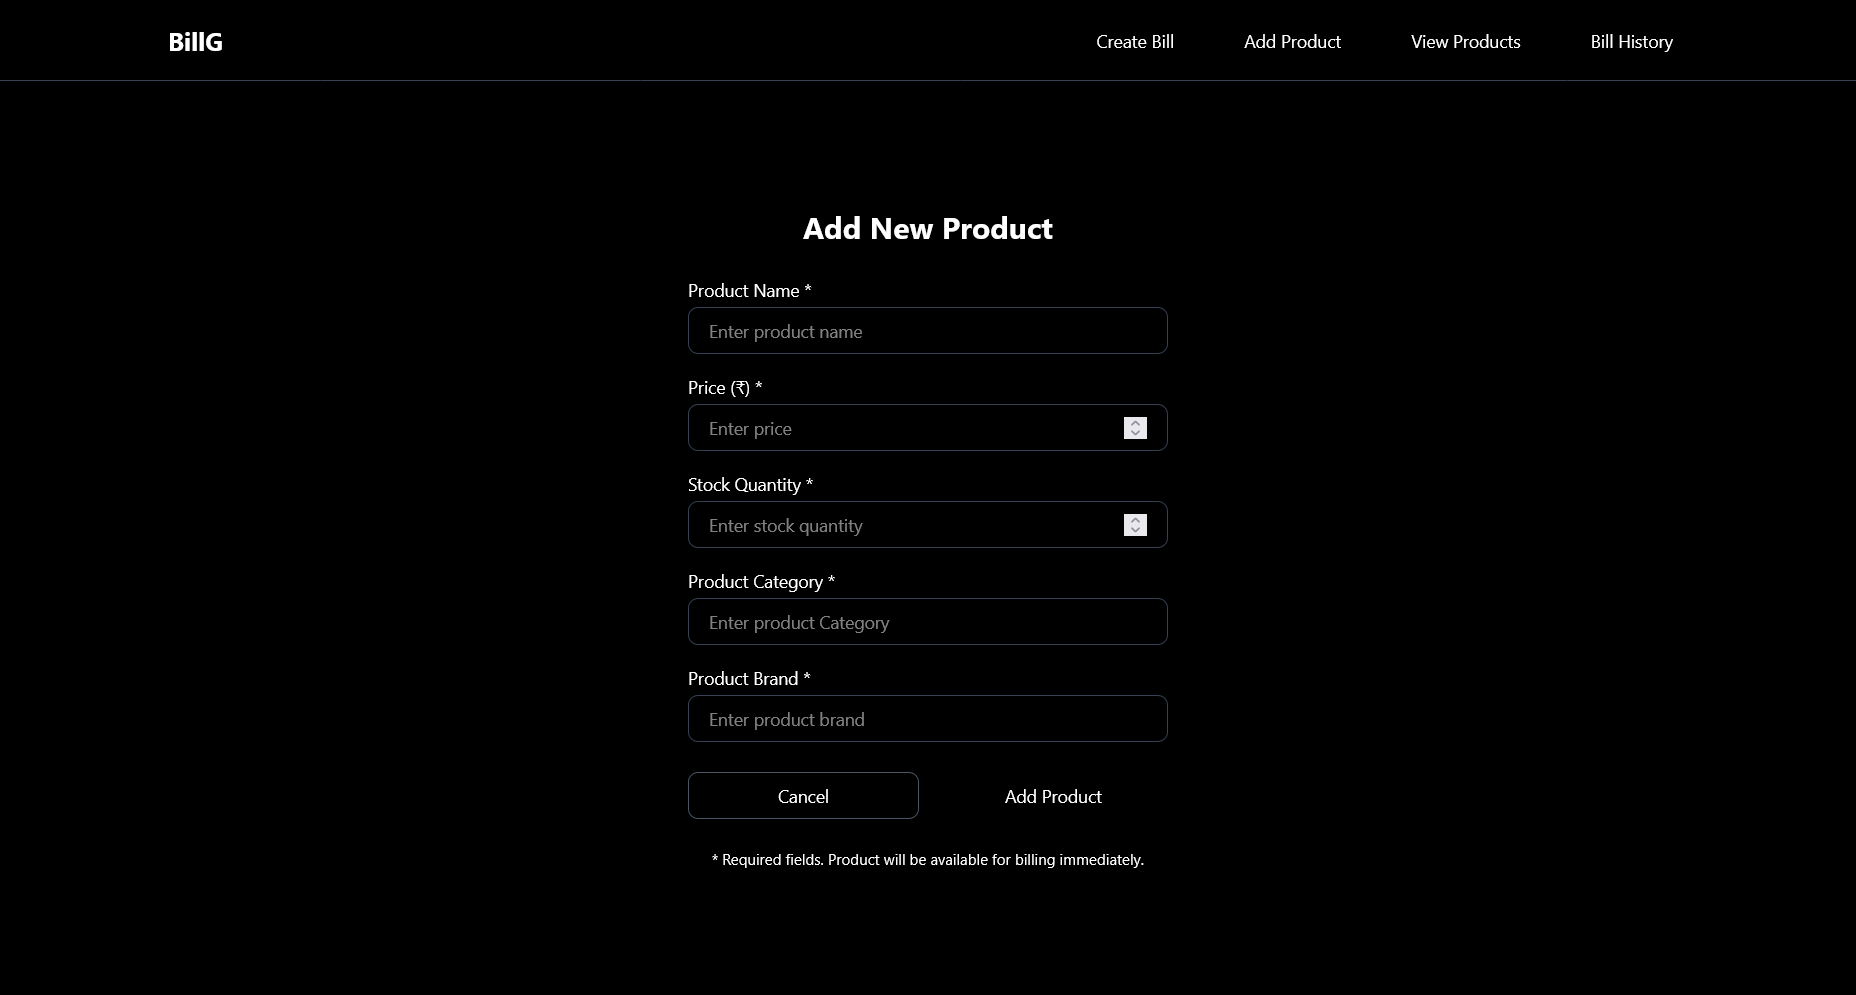 BillG
Create Bill
Add Product
View Products
Bill History
Add New Product
Product Name *
Enter product name
Price (₹) *
Enter price
Stock Quantity *
Enter stock quantity
Product Category *
Enter product Category
Product Brand *
Enter product brand
Cancel
Add Product
* Required fields. Product will be available for billing immediately.